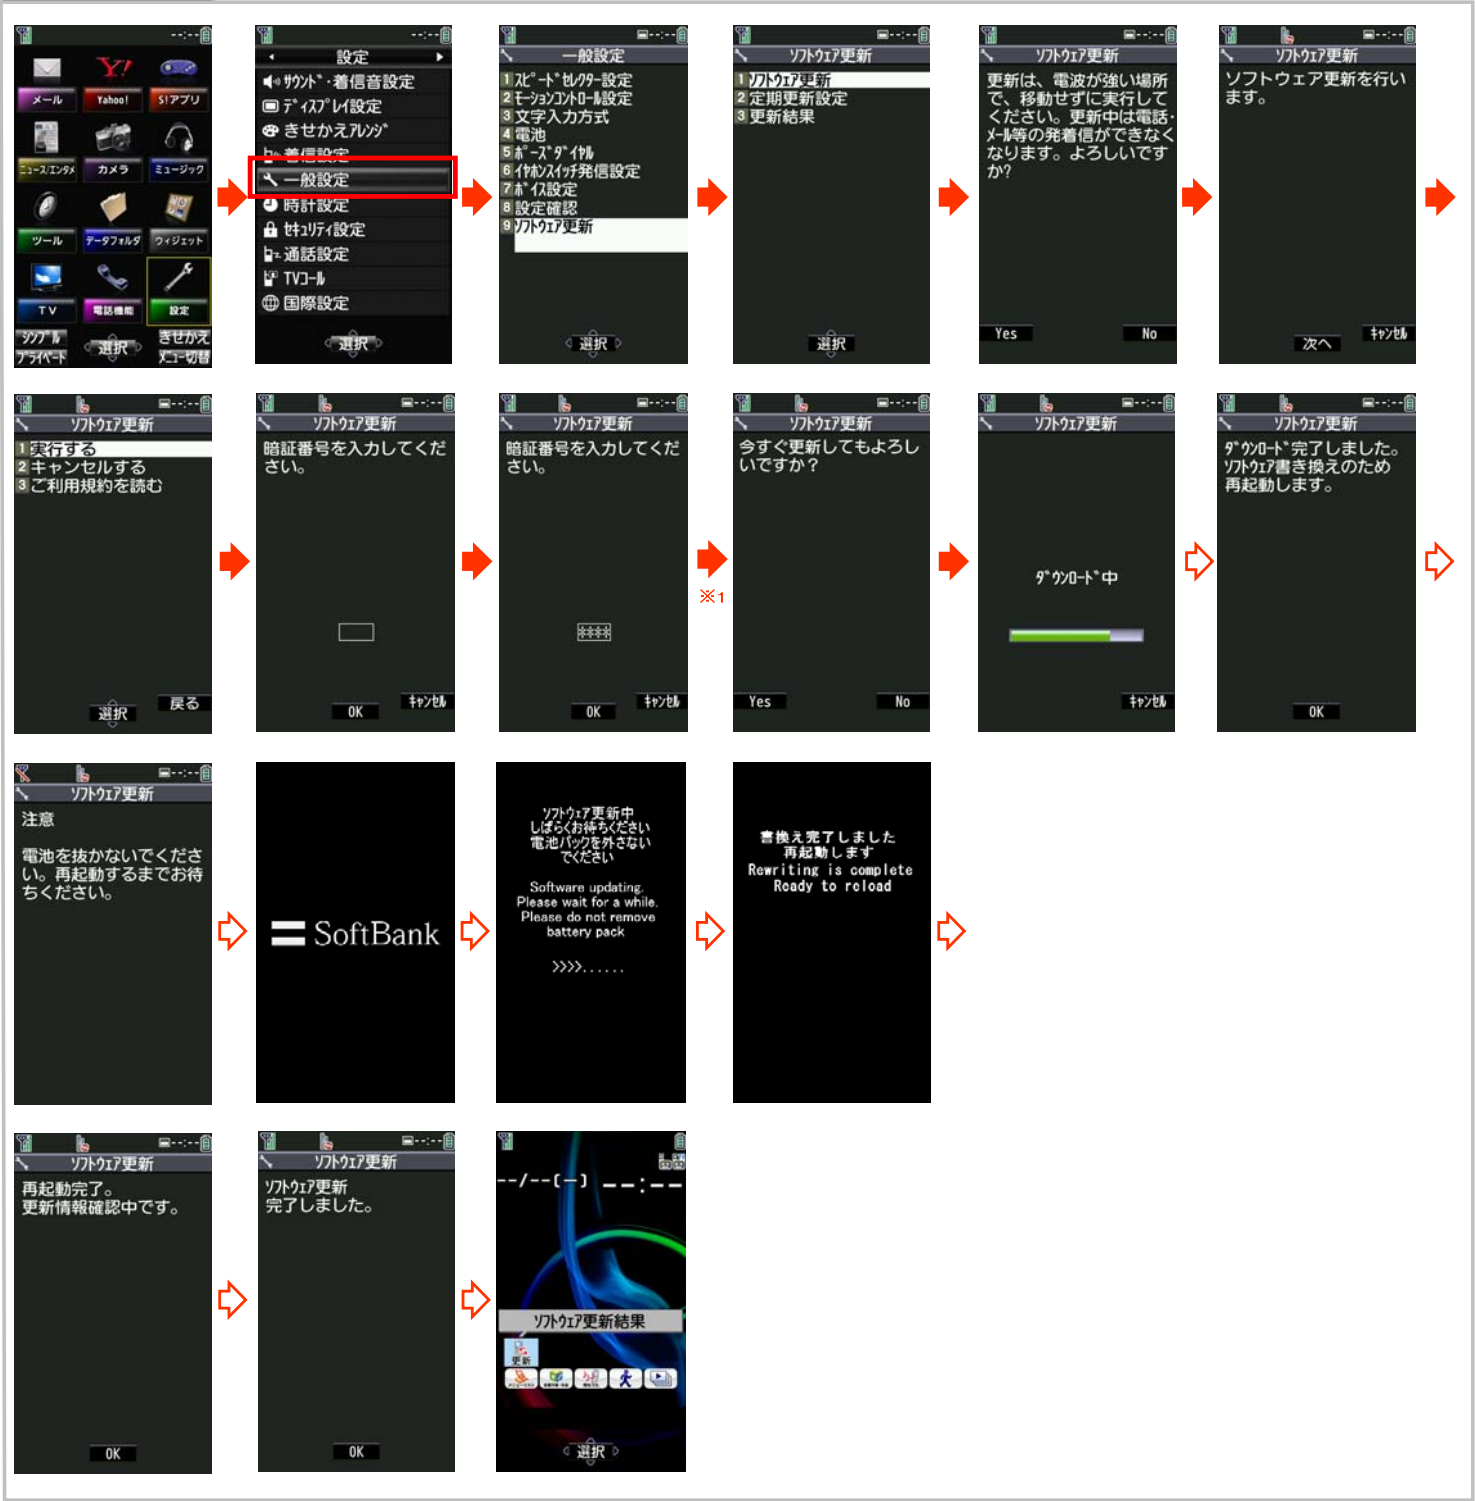 --:--
メール
Yahoo!
S!アプリ
ニュース/エンタメ
カメラ
ミュージック
ツール
データフォルダ
ウィジェット
TV
電話機能
設定
シンプル
プライベート
選択
きせかえ
メニュー切替
--:--
設定
サウンド・着信音設定
ディスプレイ設定
きせかえアレンジ
着信設定
一般設定
時計設定
セキュリティ設定
通話設定
TVコール
国際設定
選択
--:--
一般設定
1 スピードセレクター設定
2 モーションコントロール設定
3 文字入力方式
4 電池
5 ポーズダイヤル
6 イヤホンスイッチ発信設定
7 ボイス設定
8 設定確認
9 ソフトウェア更新
選択
--:--
ソフトウェア更新
1 ソフトウェア更新
2 定期更新設定
3 更新結果
選択
--:--
ソフトウェア更新
更新は、電波が強い場所
で、移動せずに実行して
ください。更新中は電話・
メール等の発着信ができなく
なります。よろしいです
か?
Yes
No
--:--
ソフトウェア更新
ソフトウェア更新を行い
ます。
次へ
キャンセル
--:--
ソフトウェア更新
1 実行する
2 キャンセルする
3 ご利用規約を読む
選択
戻る
--:--
ソフトウェア更新
暗証番号を入力してくだ
さい。
OK
キャンセル
--:--
ソフトウェア更新
暗証番号を入力してくだ
さい。
****
OK
キャンセル
※1
--:--
ソフトウェア更新
今すぐ更新してもよろし
いですか？
Yes
No
--:--
ソフトウェア更新
ダウンロード中
キャンセル
--:--
ソフトウェア更新
ダウンロード完了しました。
ソフトウェア書き換えのため
再起動します。
OK
--:--
ソフトウェア更新
注意
電池を抜かないでくださ
い。再起動するまでお待
ちください。
SoftBank
ソフトウェア更新中
しばらくお待ちください
電池パックを外さない
でください
Software updating.
Please wait for a while.
Please do not remove
battery pack
>>>>......
書換え完了しました
再起動します
Rewriting is complete
Ready to reload
--:--
ソフトウェア更新
再起動完了。
更新情報確認中です。
OK
--:--
ソフトウェア更新
ソフトウェア更新
完了しました。
OK
--/--(-) --:--
ソフトウェア更新結果
更新
選択